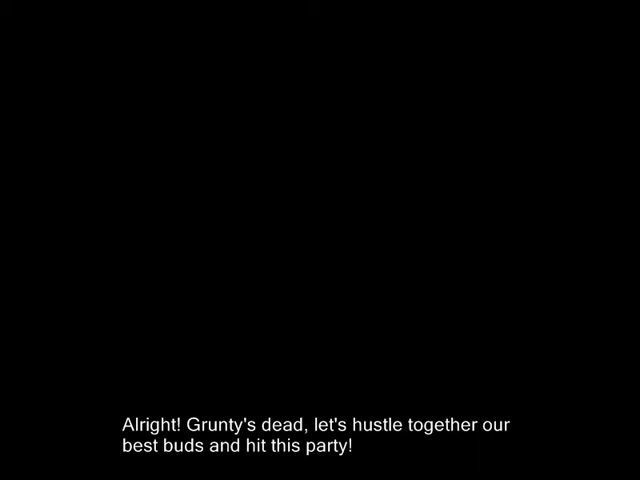 Alright! Grunty's dead, let's hustle together our
best buds and hit this party!